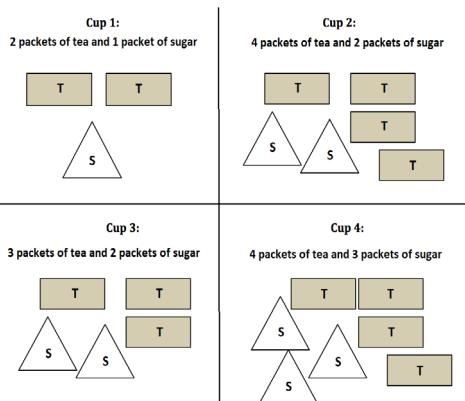 Cup 1:
2 packets of tea and 1 packet of sugar
T T
S
Cup 2:
4 packets of tea and 2 packets of sugar
T T
T
S S
T
Cup 3:
3 packets of tea and 2 packets of sugar
T T
T
S S
Cup 4:
4 packets of tea and 3 packets of sugar
T T
S T
S T
S